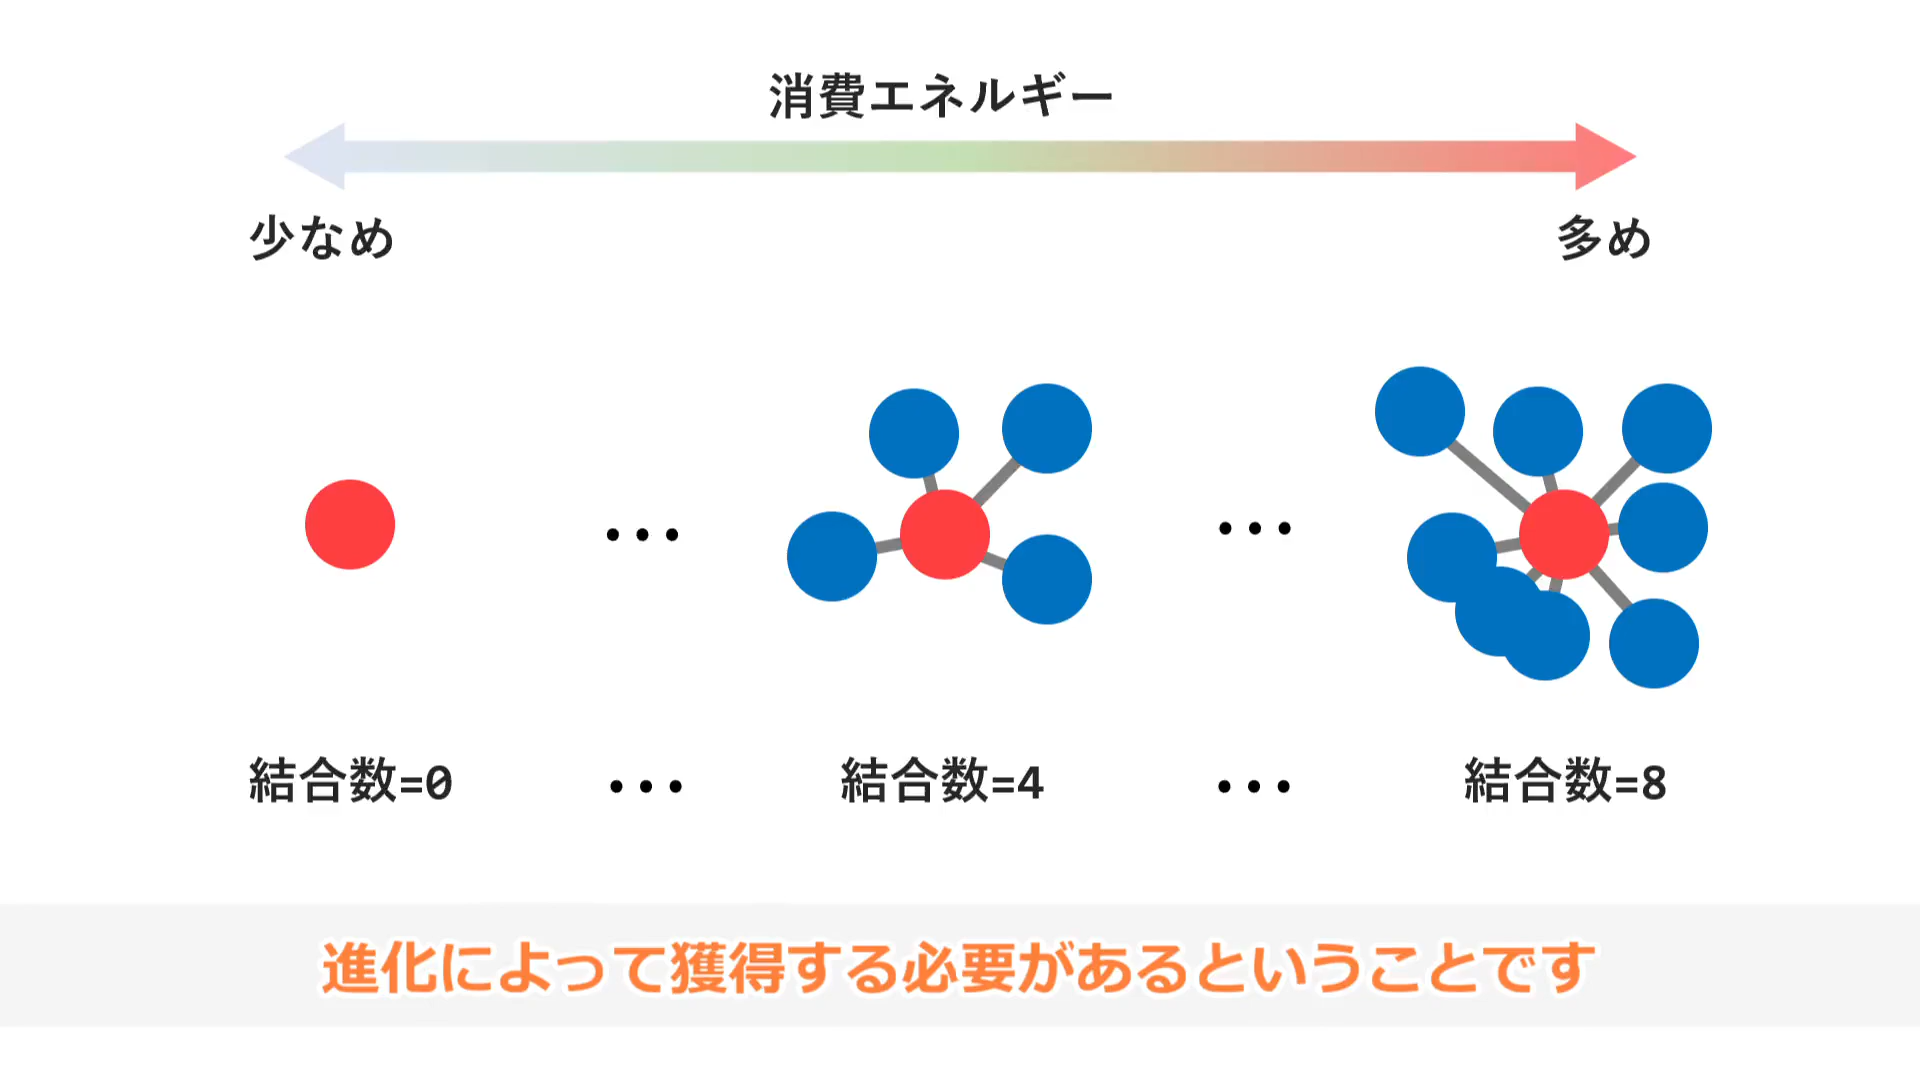 消費エネルギー
少なめ
多め
... ...
結合数=0 ... 結合数=4 ... 結合数=8
進化によって獲得する必要があるということです